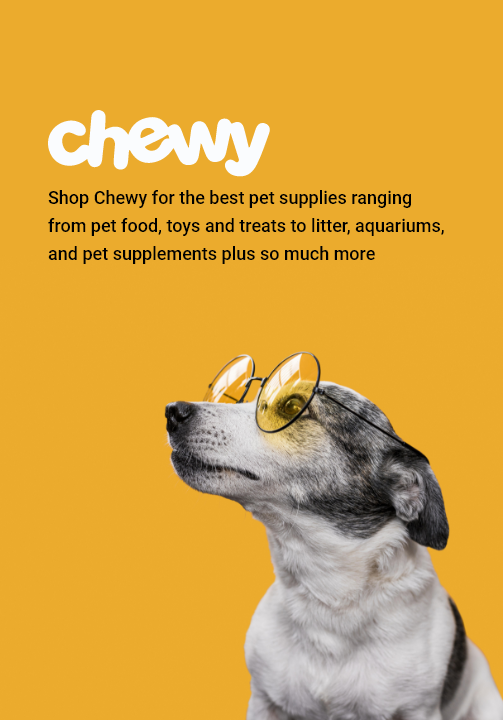 chewy
Shop Chewy for the best pet supplies ranging
from pet food, toys and treats to litter, aquariums,
and pet supplements plus so much more